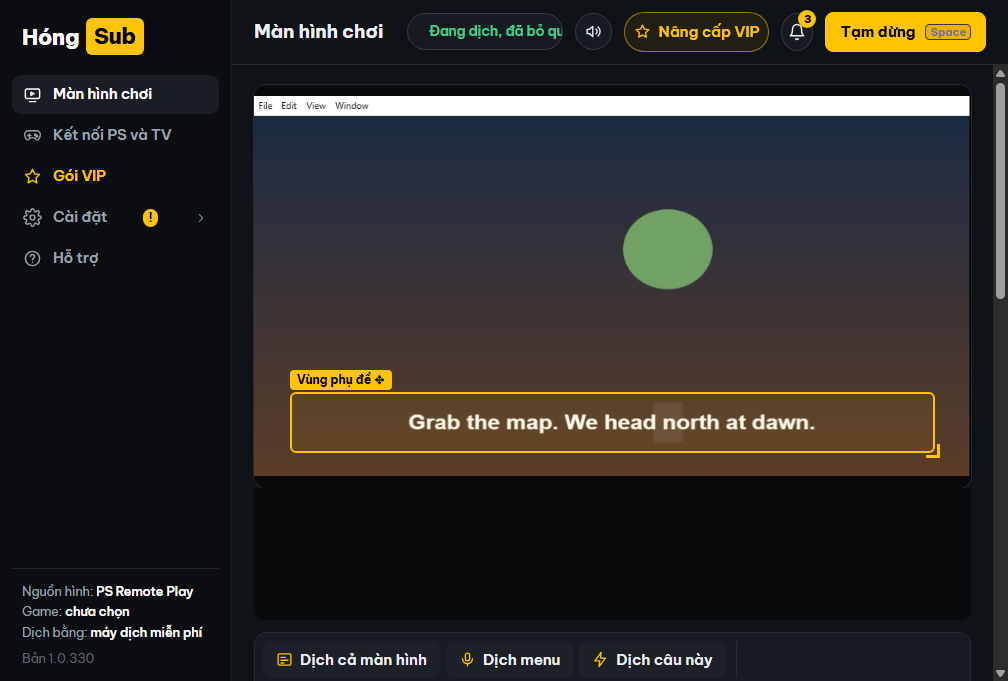 Hóng Sub
Màn hình chơi
Kết nối PS và TV
Gói VIP
Cài đặt !
Hỗ trợ
Nguồn hình: PS Remote Play
Game: chưa chọn
Dịch bằng: máy dịch miễn phí
Bản 1.0.330
Màn hình chơi
Đang dịch, đã bỏ qu
Nâng cấp VIP
3
Tạm dừng Space
File Edit View Window
Vùng phụ đề
Grab the map. We head north at dawn.
Dịch cả màn hình
Dịch menu
Dịch câu này